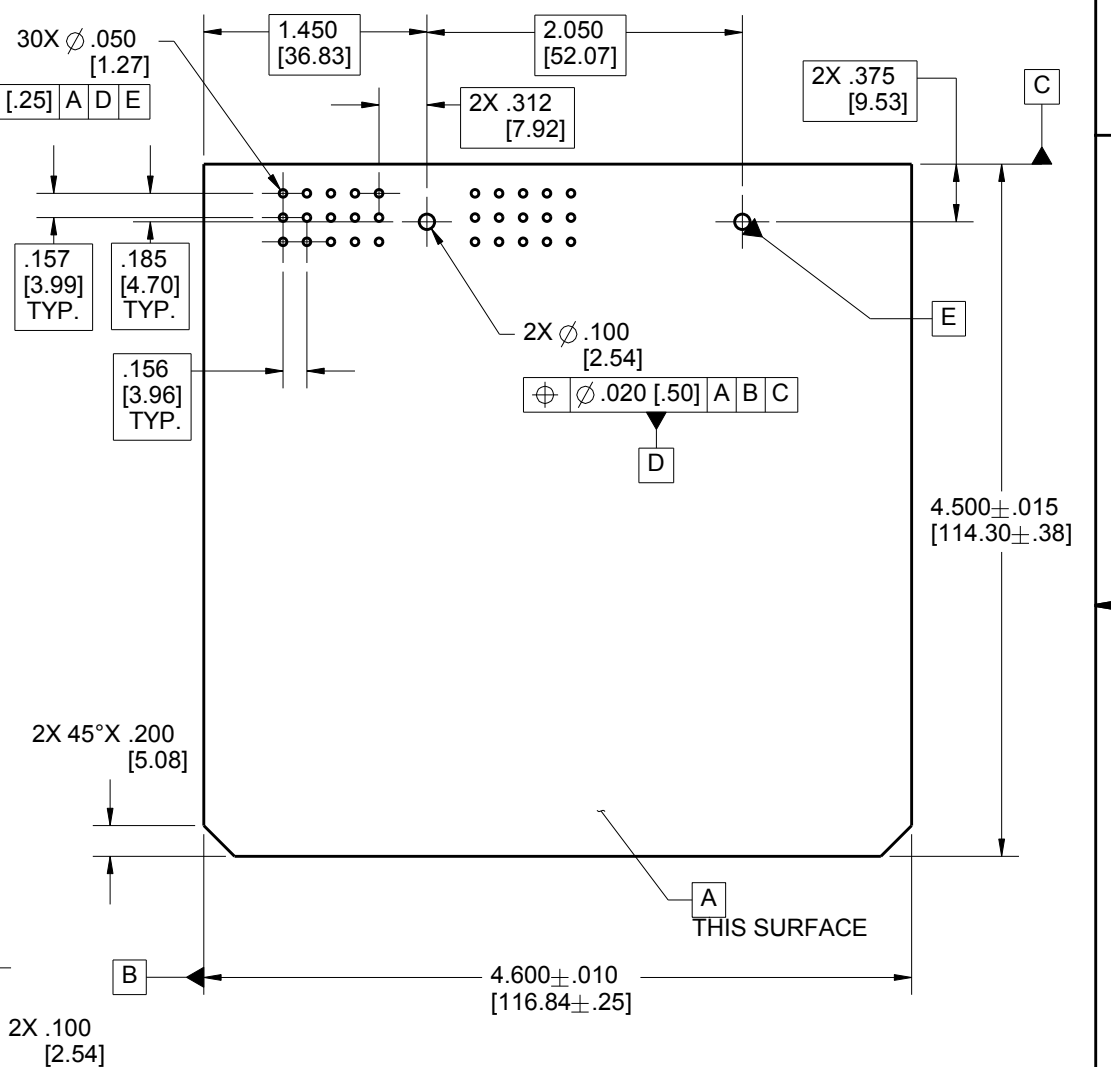 30X ∅ .050
[1.27]
[.25] A D E
1.450
[36.83]
2.050
[52.07]
2X .312
[7.92]
2X .375
[9.53]
C
.157
[3.99]
TYP.
.185
[4.70]
TYP.
.156
[3.96]
TYP.
2X ∅ .100
[2.54]
⌖ ∅ .020 [.50] A B C
D
E
4.500±.015
[114.30±.38]
2X 45°X .200
[5.08]
A
THIS SURFACE
B
4.600±.010
[116.84±.25]
2X .100
[2.54]